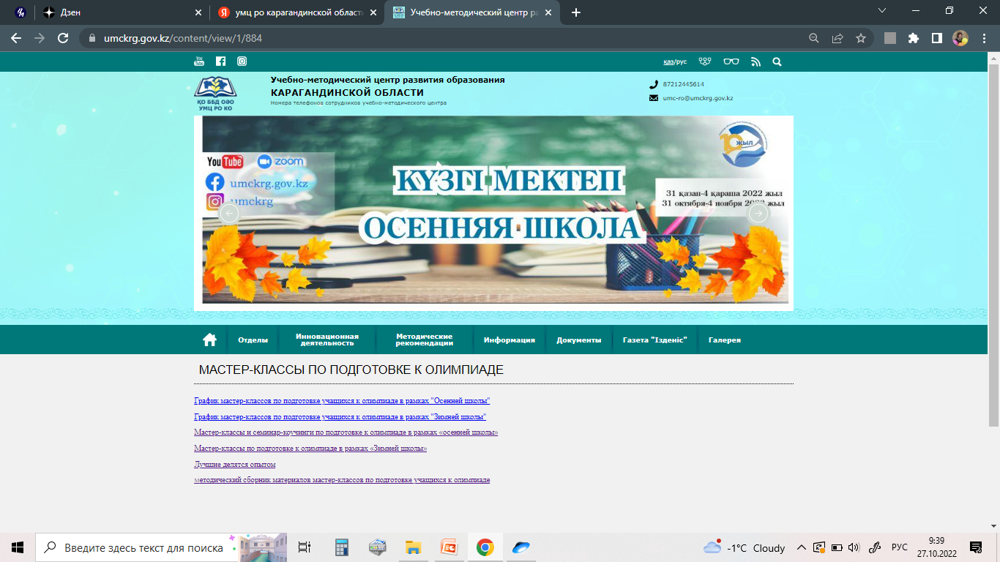 Дзен
умц ро карагандинской област
Учебно-методический центр ра
umckrg.gov.kz/content/view/1/884
You Tube
қаз/рус
ҚО ББД ОӘО
УМЦ РО КО
Учебно-методический центр развития образования
КАРАГАНДИНСКОЙ ОБЛАСТИ
Номера телефонов сотрудников учебно-методического центра
87212445614
umc-ro@umckrg.gov.kz
YouTube zoom
umckrg.gov.kz
umckrg
КҮЗГІ МЕКТЕП
ОСЕННЯЯ ШКОЛА
ЖЫЛ
31 қазан-4 қараша 2022 жыл
31 октября-4 ноября 2022 жыл
Отделы
Инновационная
деятельность
Методические
рекомендации
Информация
Документы
Газета "Ізденіс"
Галерея
МАСТЕР-КЛАССЫ ПО ПОДГОТОВКЕ К ОЛИМПИАДЕ
График мастер-классов по подготовке учащихся к олимпиаде в рамках "Осенней школы"
График мастер-классов по подготовке учащихся к олимпиаде в рамках "Зимней школы"
Мастер-классы и семинар-коучинги по подготовке к олимпиаде в рамках «осенней школы»
Мастер-классы по подготовке к олимпиаде в рамках «Зимней школы»
Лучшие делятся опытом
методический сборник материалов мастер-классов по подготовке учащихся к олимпиаде
Введите здесь текст для поиска
-1°C Cloudy
РУС
9:39
27.10.2022